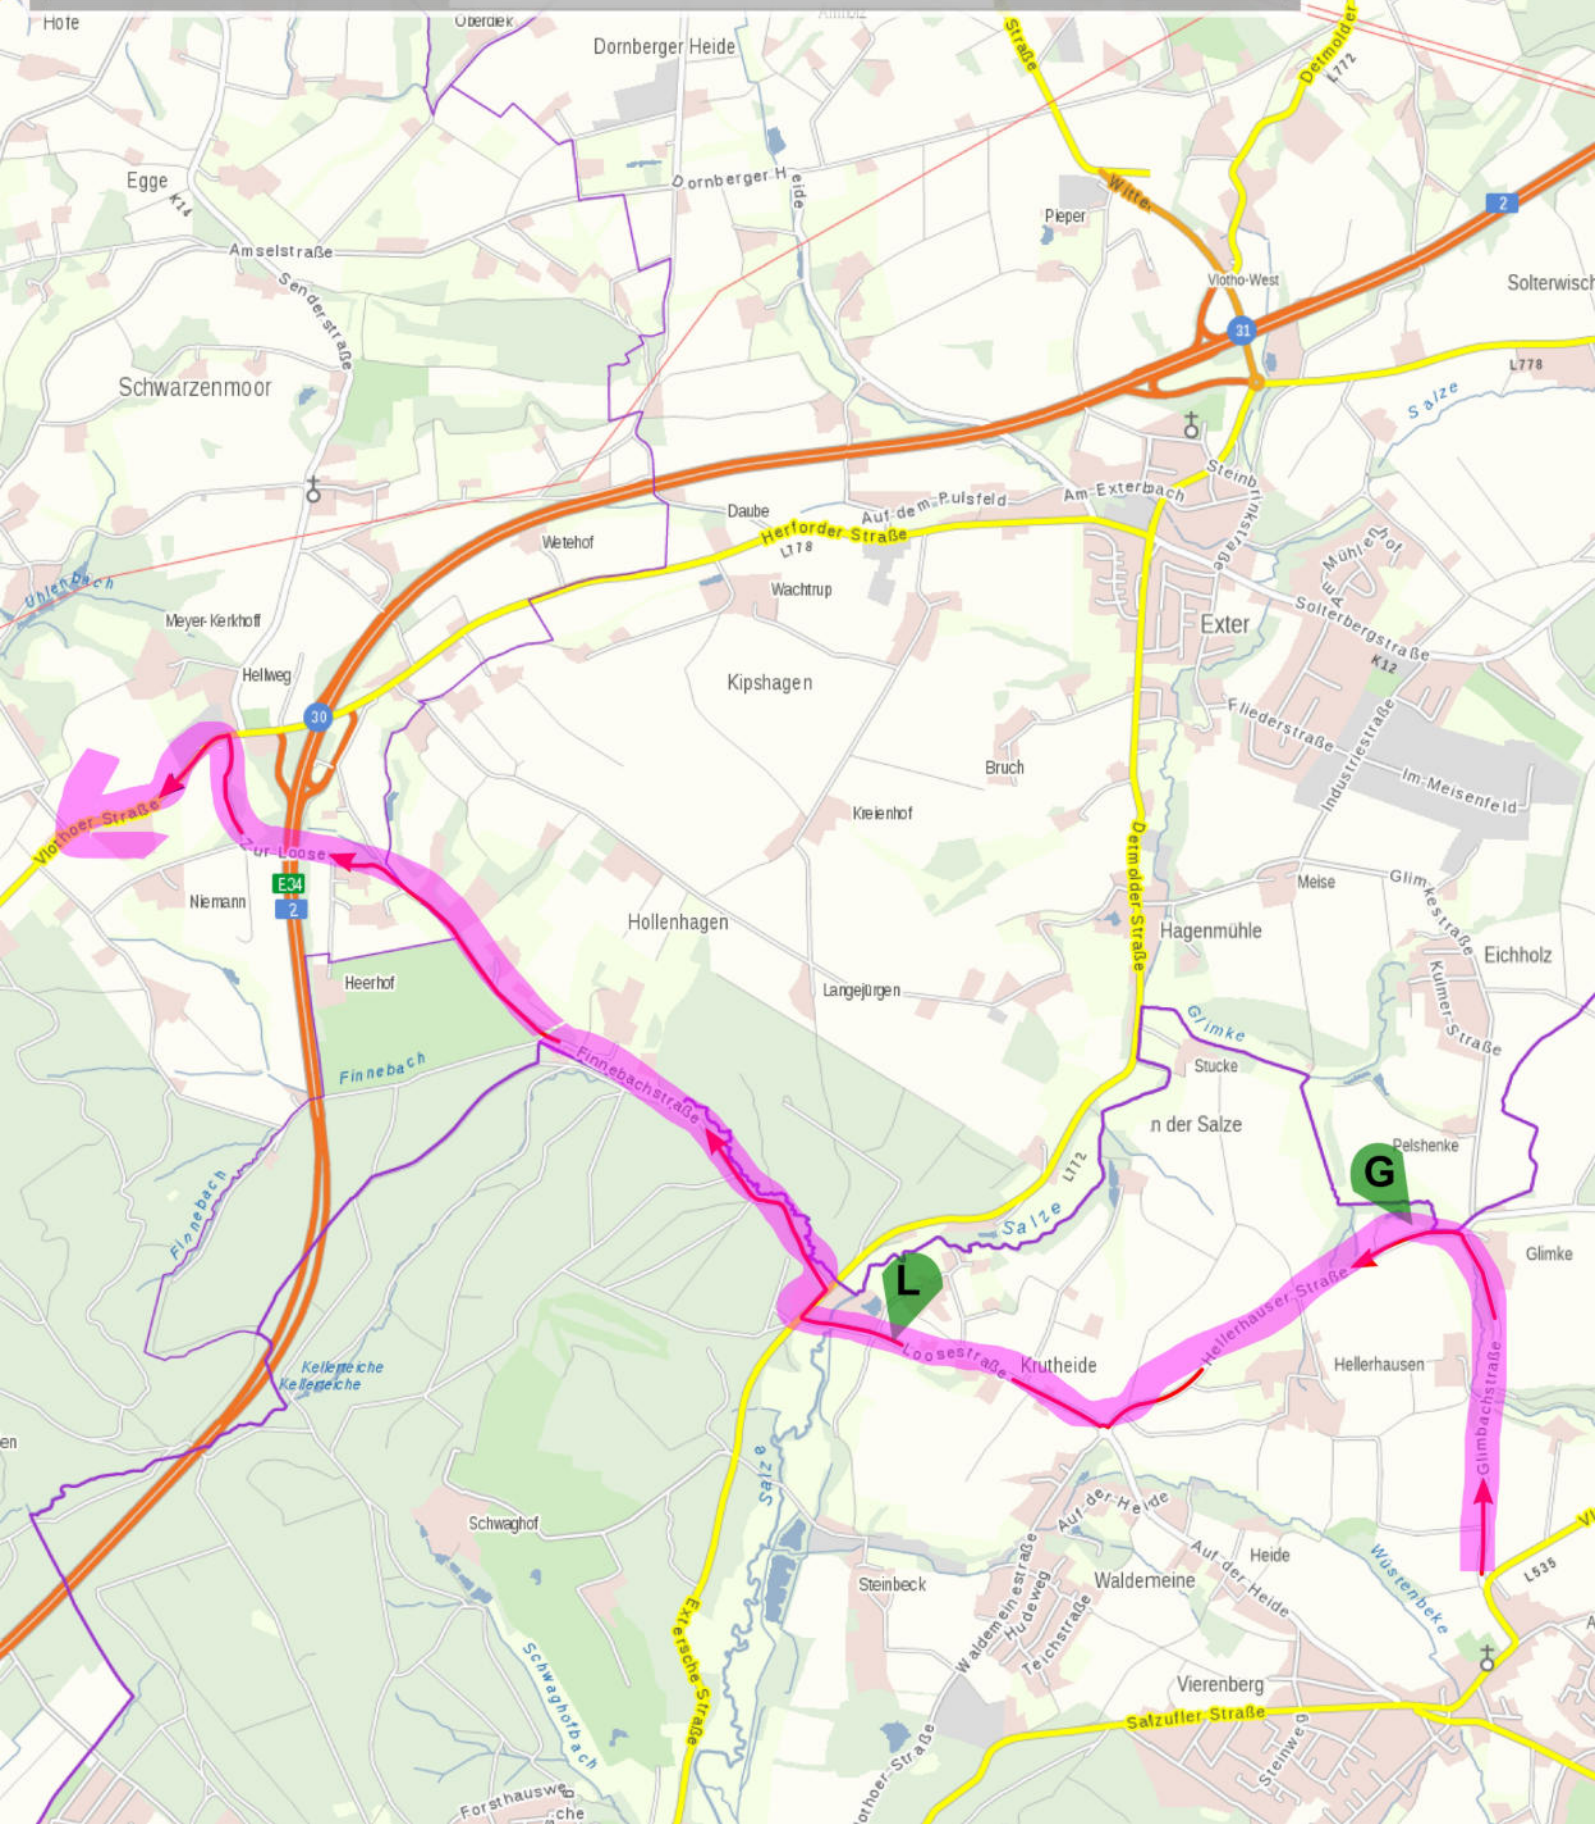 Hofe
Oberdiek
Dornberger Heide
Straße
Detmolder
L772
Egge
K14
Dornberger Heide
Witte
Pieper
2
Amselstraße
Senderstraße
Vlotho-West
Solterwisch
31
L778
Schwarzenmoor
Salze
Steinbrinkstraße
Am-Exterbach
Auf dem Pulsfeld
Daube
Herforder Straße
L778
Wetehof
Mühlenhof
Uhlenbach
Wachtrup
Meyer-Kerkhoff
Exter
Solterbergstraße
K12
Hellweg
Kipshagen
30
Fliederstraße
Industriestraße
Bruch
Im-Meisenfeld
Kreienhof
Vlothoer Straße
Zur Loose
Detmolder-Straße
E34
2
Niemann
Meise
Glimkestraße
Hollenhagen
Hagenmühle
Eichholz
Heerhof
Langejürgen
Kulmer-Straße
Glimke
Finnebach
Finnebachstraße
Stucke
n der Salze
Pelshenke
L772
G
Finnebach
Salze
Glimke
L
Hellerhauser Straße
Loosestraße
Krutheide
Hellerhausen
Kellerteiche
Kellerteiche
Glimbachstraße
en
Salze
Schwaghof
Auf-der-Heide
Auf-der-Heide
Heide
Wüstenbeke
L535
Steinbeck
Waldemeine
Waldemeinestraße
Hudeweg
Teichstraße
Extersche Straße
Schwaghofbach
Vierenberg
Salzufler Straße
Steinweg
othoer-Straße
Forsthausweg
che